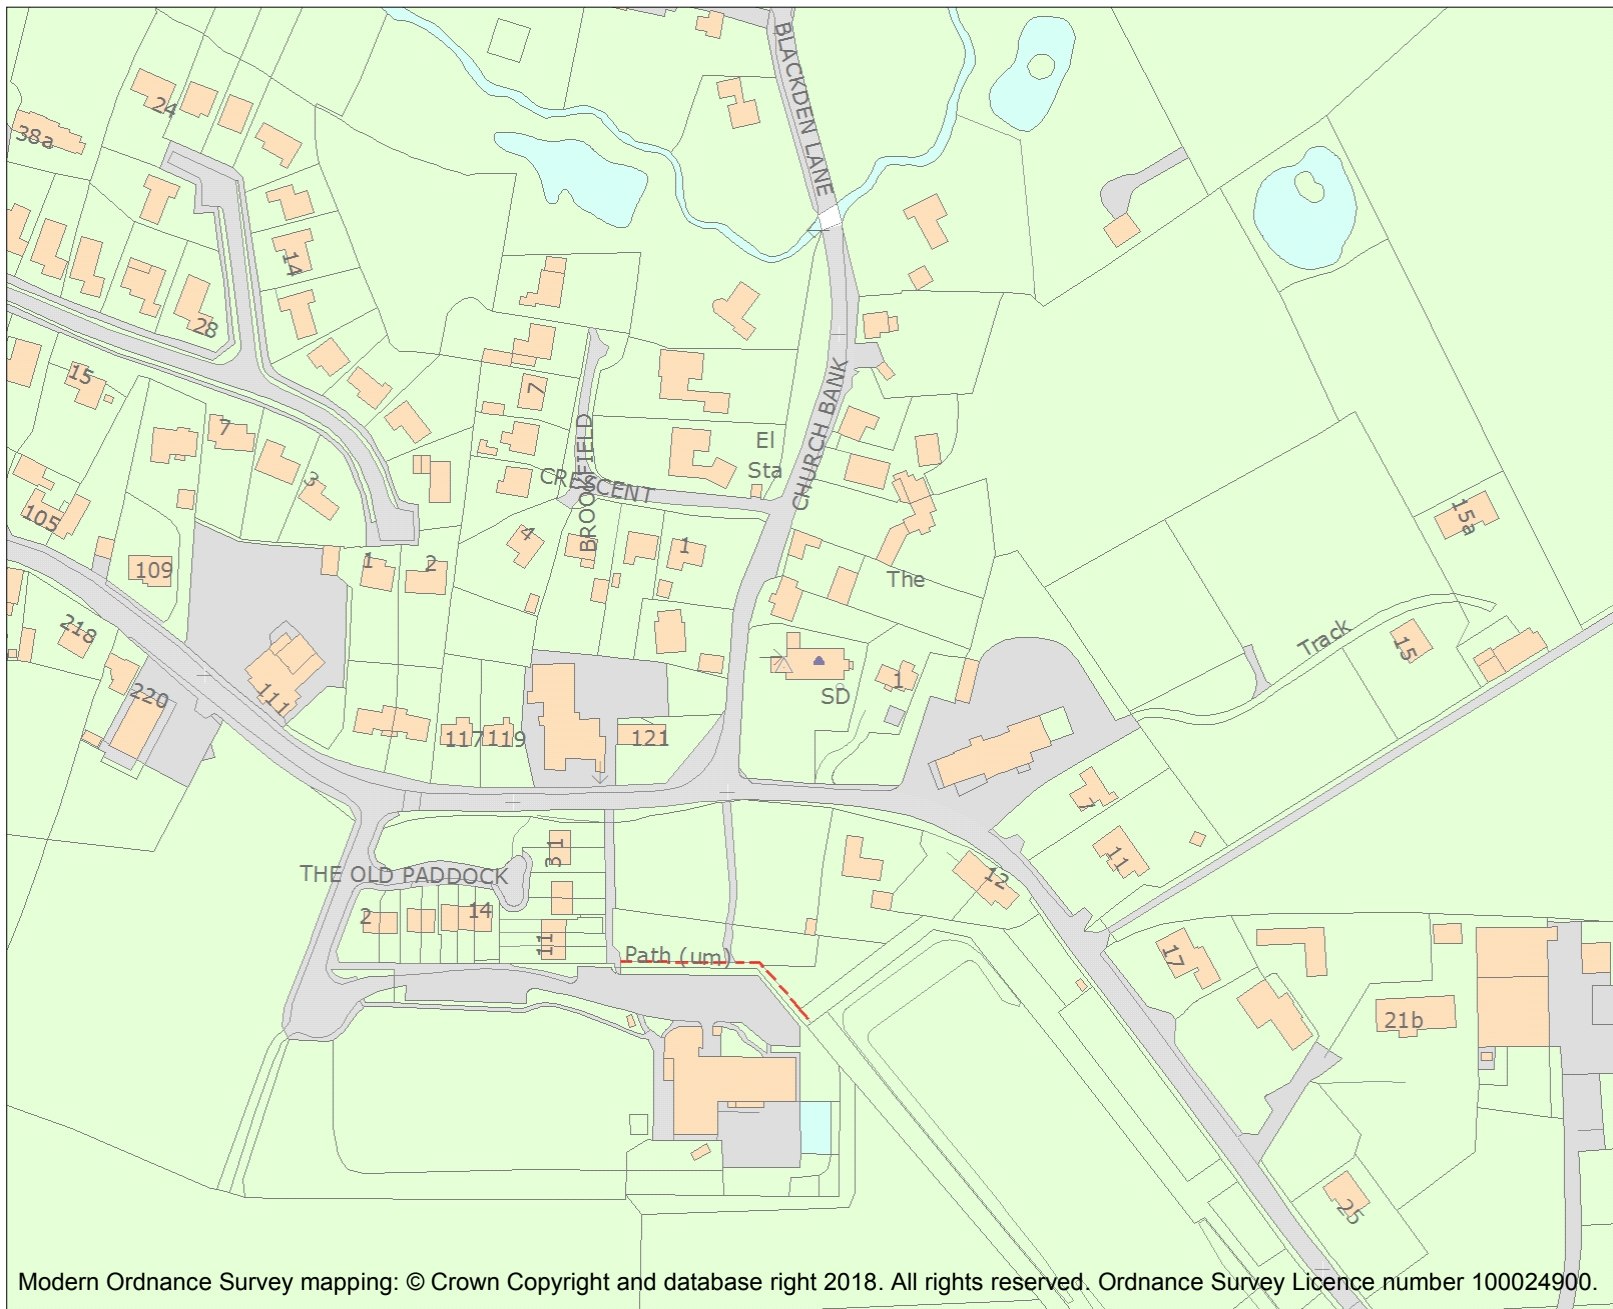 BLACKDEN LANE
24
38a
14
28
15
7
7
3
El
Sta
CHURCH BANK
BROOKFIELD
CRESCENT
105
4
1
1
2
109
The
15a
218
Track
15
220
111
SD
1
117
119
121
7
11
12
31
THE OLD PADDOCK
2
14
11
Path (um)
17
21b
25
Modern Ordnance Survey mapping: © Crown Copyright and database right 2018. All rights reserved. Ordnance Survey Licence number 100024900.